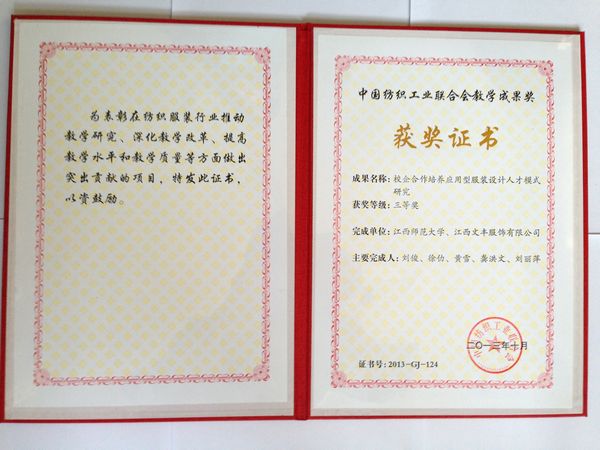 为表彰在纺织服装行业推动
教学研究、深化教学改革、提高
教学水平和教学质量等方面做出
突出贡献的项目，特发此证书，
以资鼓励。
中国纺织工业联合会教学成果奖
获奖证书
成果名称：校企合作培养应用型服装设计人才模式
研究
获奖等级：三等奖
完成单位：江西师范大学、江西文丰服饰有限公司
主要完成人：刘俊、徐仂、黄雪、龚洪文、刘丽萍
二〇一三年十月
证书号：2013-GJ-124